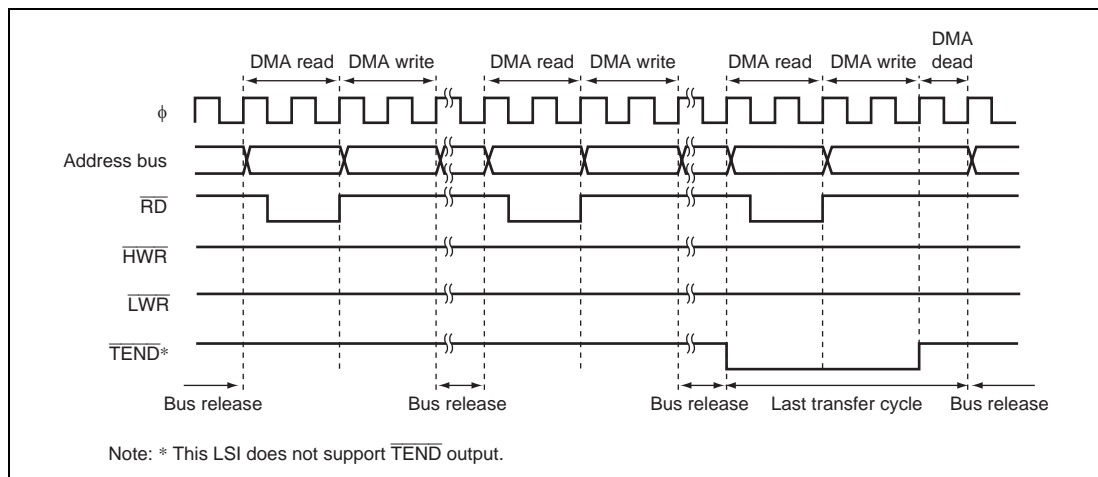 DMA
DMA read DMA write DMA read DMA write DMA read DMA write dead
ϕ
Address bus
RD
HWR
LWR
TEND*
Bus release Bus release Bus release Last transfer cycle Bus release
Note: * This LSI does not support TEND output.